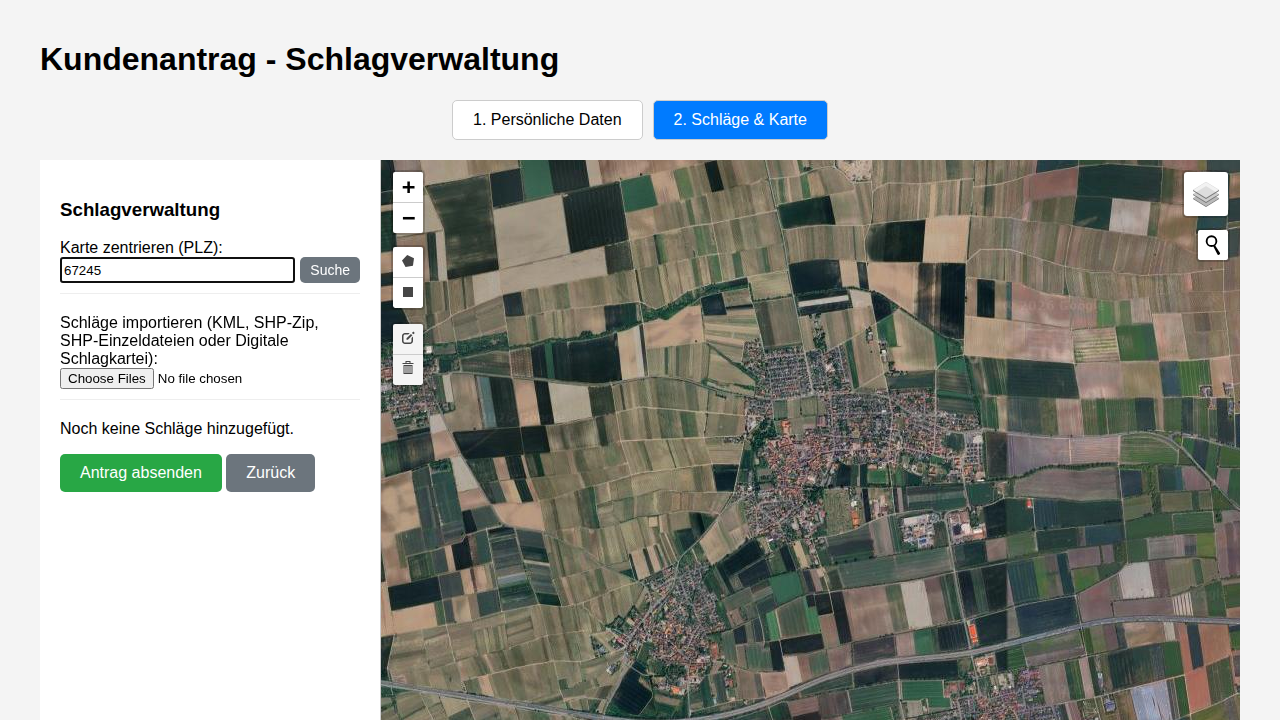 Kundenantrag - Schlagverwaltung
1. Persönliche Daten
2. Schläge & Karte
Schlagverwaltung
Karte zentrieren (PLZ):
67245
Suche
Schläge importieren (KML, SHP-Zip,
SHP-Einzeldateien oder Digitale
Schlagkartei):
Choose Files No file chosen
Noch keine Schläge hinzugefügt.
Antrag absenden
Zurück
+
−